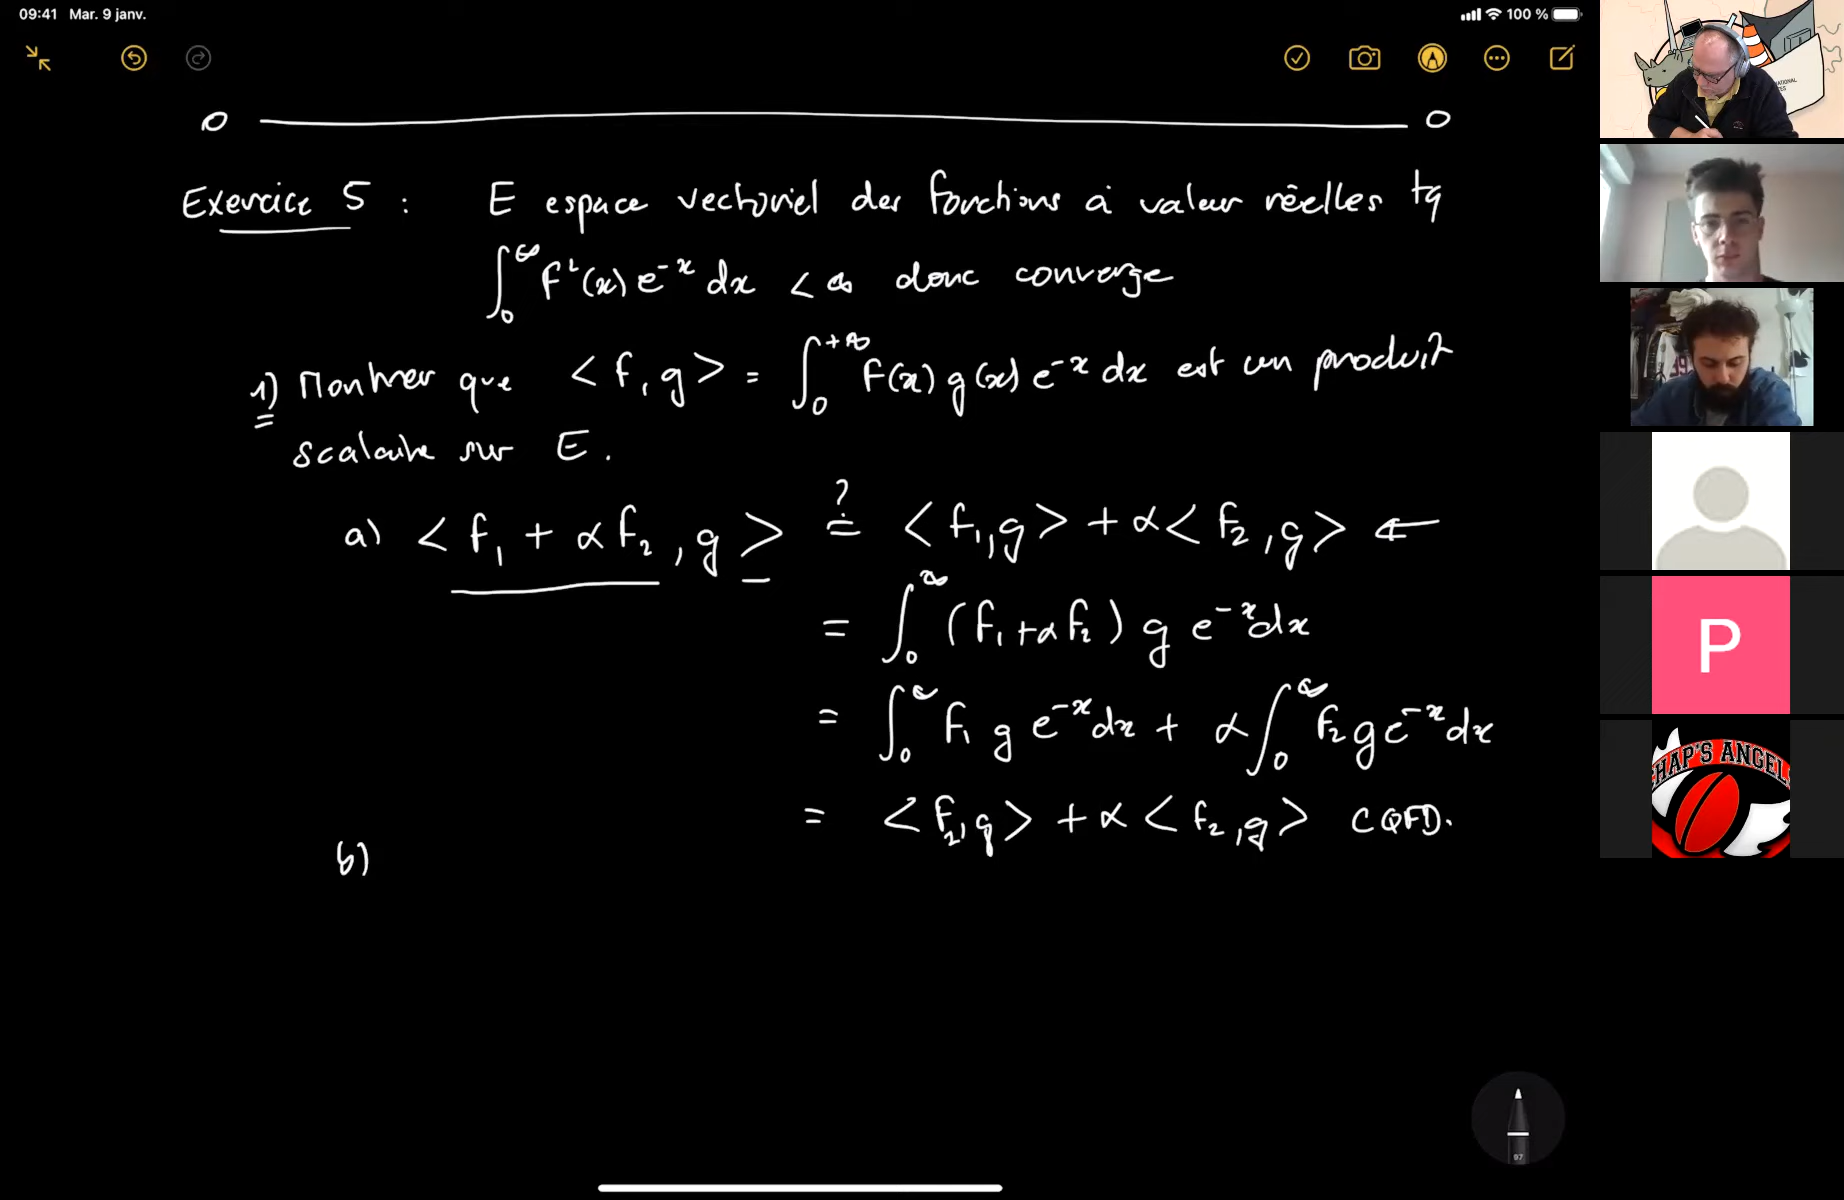 09:41 Mar. 9 janv. 100 %
Exercice 5 : E espace vectoriel des fonctions à valeur réelles tq
∫₀^∞ f²(x) e^{-x} dx < ∞ donc converge
1) Montrer que < f, g > = ∫₀^{+∞} f(x) g(x) e^{-x} dx est un produit
scalaire sur E.
a) < f₁ + α f₂ , g > ≟ < f₁, g > + α < f₂ , g > ←
= ∫₀^∞ (f₁ + α f₂) g e^{-x} dx
= ∫₀^∞ f₁ g e^{-x} dx + α ∫₀^∞ f₂ g e^{-x} dx
= < f₂, g > + α < f₂ , g > CQFD.
b)
97
P
HAP'S ANGEL